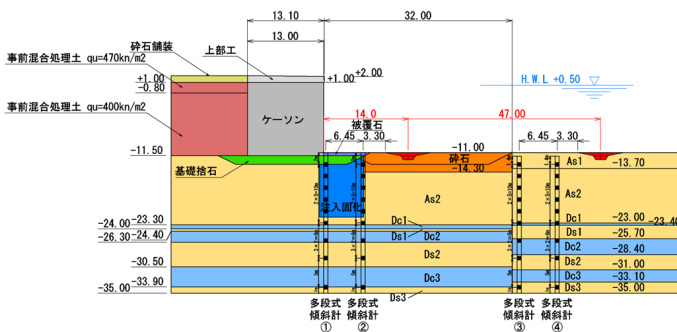 13.10
32.00
13.00
砕石舗装
上部工
事前混合処理土 qu=470kn/m2
+2.00
+1.00
+1.00
H.W.L +0.50
-0.80
14.0
47.00
事前混合処理土 qu=400kn/m2
ケーソン
被覆石
6.45
3.30
6.45
3.30
-11.00
-11.50
砕石
As1
-13.70
基礎捨石
-14.30
As2
As2
注入固化
-23.30
Dc1
Dc1
-23.00
-23.40
-24.00
-24.40
Ds1
Dc2
Ds1
-25.70
-26.30
Dc2
-28.40
Ds2
Ds2
-30.50
-31.00
Dc3
Dc3
-33.10
-33.90
-35.00
Ds3
Ds3
-35.00
多段式
傾斜計
①
多段式
傾斜計
②
多段式
傾斜計
③
多段式
傾斜計
④